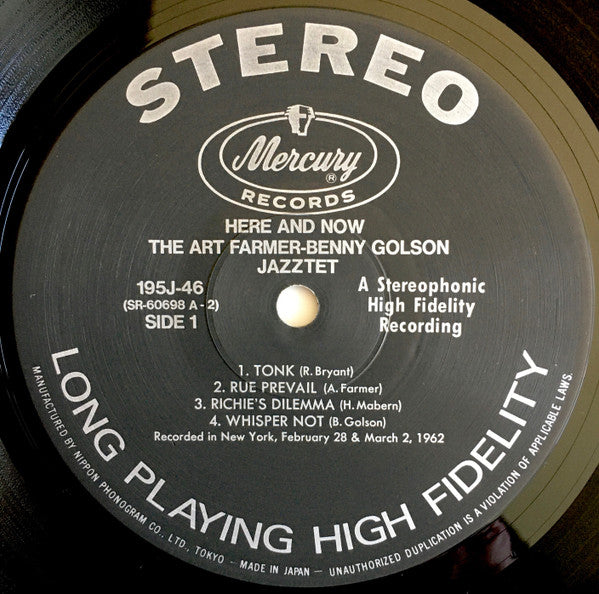 STEREO
Mercury
®
RECORDS
HERE AND NOW
THE ART FARMER-BENNY GOLSON
JAZZTET
195J-46
(SR-60698 A-2)
SIDE 1
A Stereophonic
High Fidelity
Recording
1. TONK (R. Bryant)
2. RUE PREVAIL (A. Farmer)
3. RICHIE'S DILEMMA (H. Mabern)
4. WHISPER NOT (B. Golson)
Recorded in New York, February 28 & March 2, 1962
LONG PLAYING HIGH FIDELITY
MANUFACTURED BY NIPPON PHONOGRAM CO., LTD., TOKYO - MADE IN JAPAN - UNAUTHORIZED DUPLICATION IS A VIOLATION OF APPLICABLE LAWS.